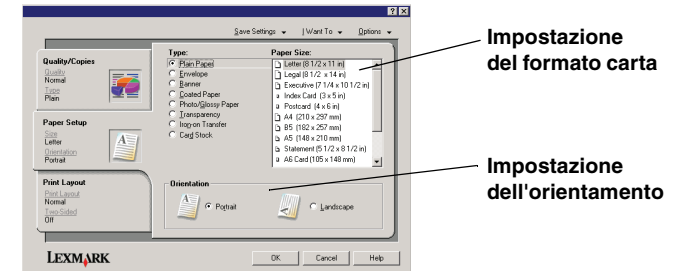 Save Settings
I Want To
Options
Quality/Copies
Quality
Normal
Type
Plain
Paper Setup
Size
Letter
Orientation
Portrait
Print Layout
Print Layout
Normal
Two-Sided
Off
Type:
Plain Paper
Envelope
Banner
Coated Paper
Photo/Glossy Paper
Transparency
Iron-on Transfer
Card Stock
Paper Size:
Letter (8 1/2 x 11 in)
Legal (8 1/2 x 14 in)
Executive (7 1/4 x 10 1/2 in)
Index Card (3 x 5 in)
Postcard (4 x 6 in)
A4 (210 x 297 mm)
B5 (182 x 257 mm)
A5 (148 x 210 mm)
Statement (5 1/2 x 8 1/2 in)
A6 Card (105 x 148 mm)
Orientation
A
Portrait
A
Landscape
LEXMARK
OK
Cancel
Help
Impostazione
del formato carta
Impostazione
dell'orientamento